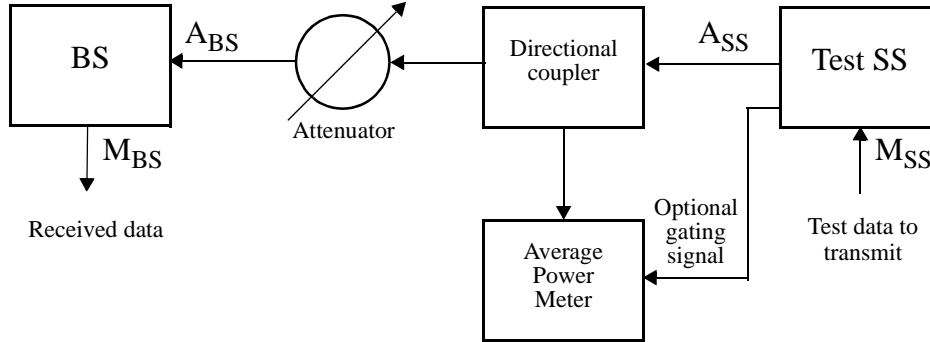 BS
A_BS
Attenuator
Directional
coupler
A_SS
Test SS
M_BS
M_SS
Received data
Average
Power
Meter
Optional
gating
signal
Test data to
transmit